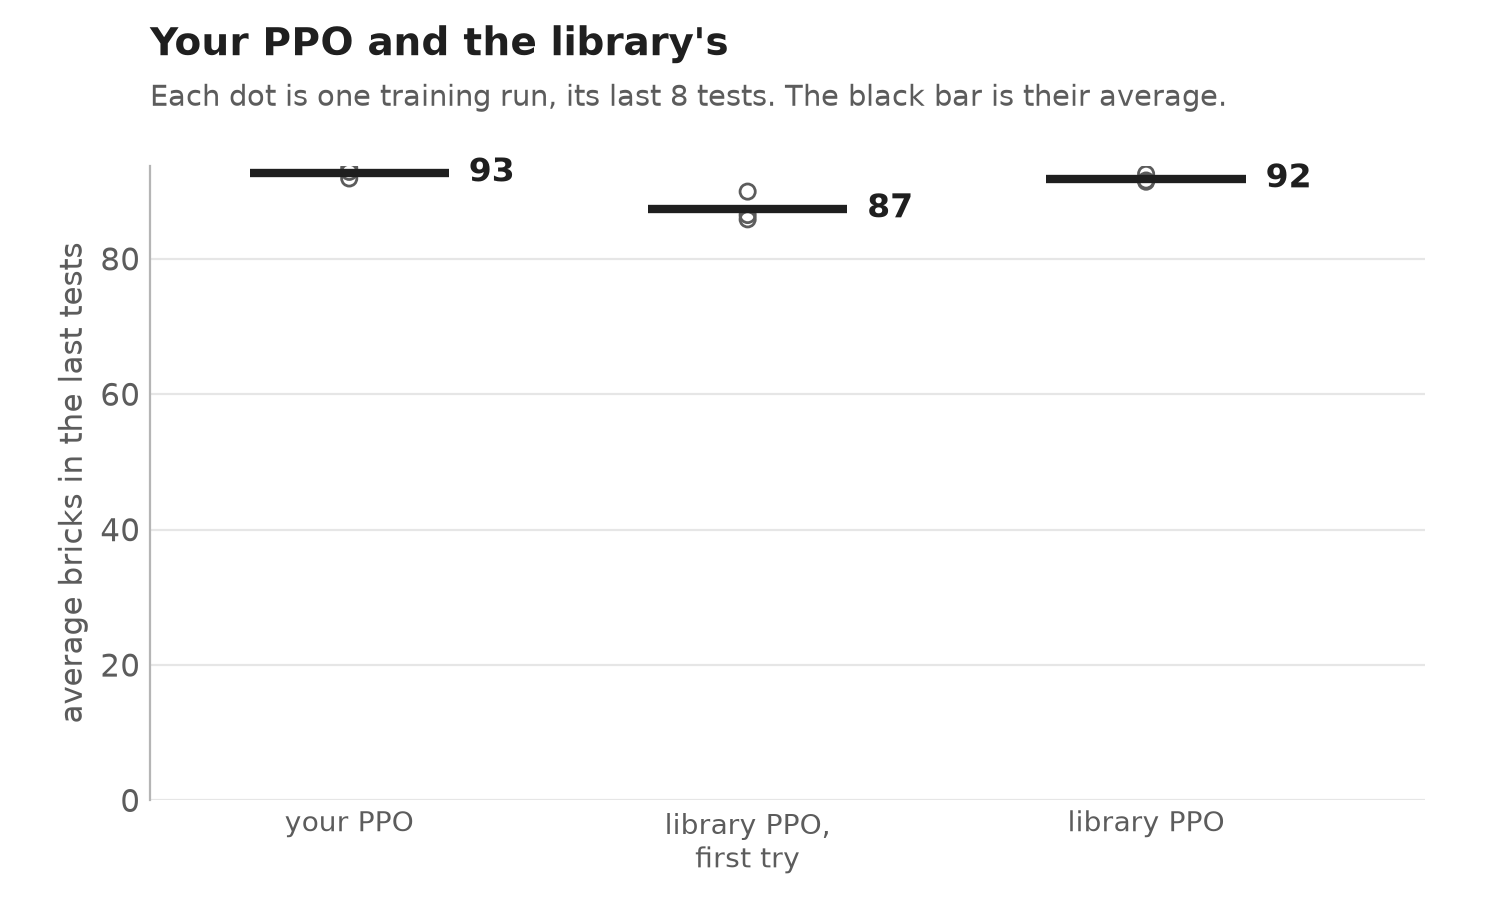 Your PPO and the library's
Each dot is one training run, its last 8 tests. The black bar is their average.
93
87
92
average bricks in the last tests
80
60
40
20
0
your PPO
library PPO,
first try
library PPO